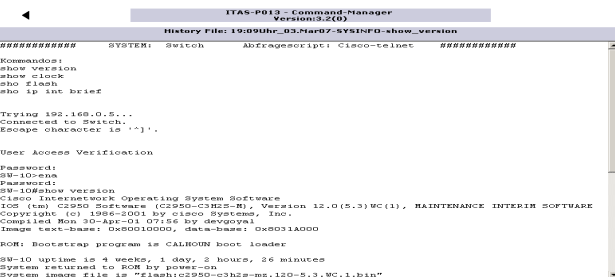 ITAS-P013 - Command-Manager
Version:3.2(0)
History File: 19:09Uhr_03.Mar07-SYSINFO-show_version
############ SYSTEM: Switch Abfragescript: Cisco-telnet ############
Kommandos:
show version
show clock
sho flash
sho ip int brief
Trying 192.168.0.5...
Connected to Switch.
Escape character is '^]'.
User Access Verification
Password:
SW-10>ena
Password:
SW-10#show version
Cisco Internetwork Operating System Software
IOS (tm) C2950 Software (C2950-C3H2S-M), Version 12.0(5.3)WC(1), MAINTENANCE INTERIM SOFTWARE
Copyright (c) 1986-2001 by cisco Systems, Inc.
Compiled Mon 30-Apr-01 07:56 by devgoyal
Image text-base: 0x80010000, data-base: 0x8031A000
ROM: Bootstrap program is CALHOUN boot loader
SW-10 uptime is 4 weeks, 1 day, 2 hours, 26 minutes
System returned to ROM by power-on
System image file is "flash:c2950-c3h2s-mz.120-5.3.WC.1.bin"